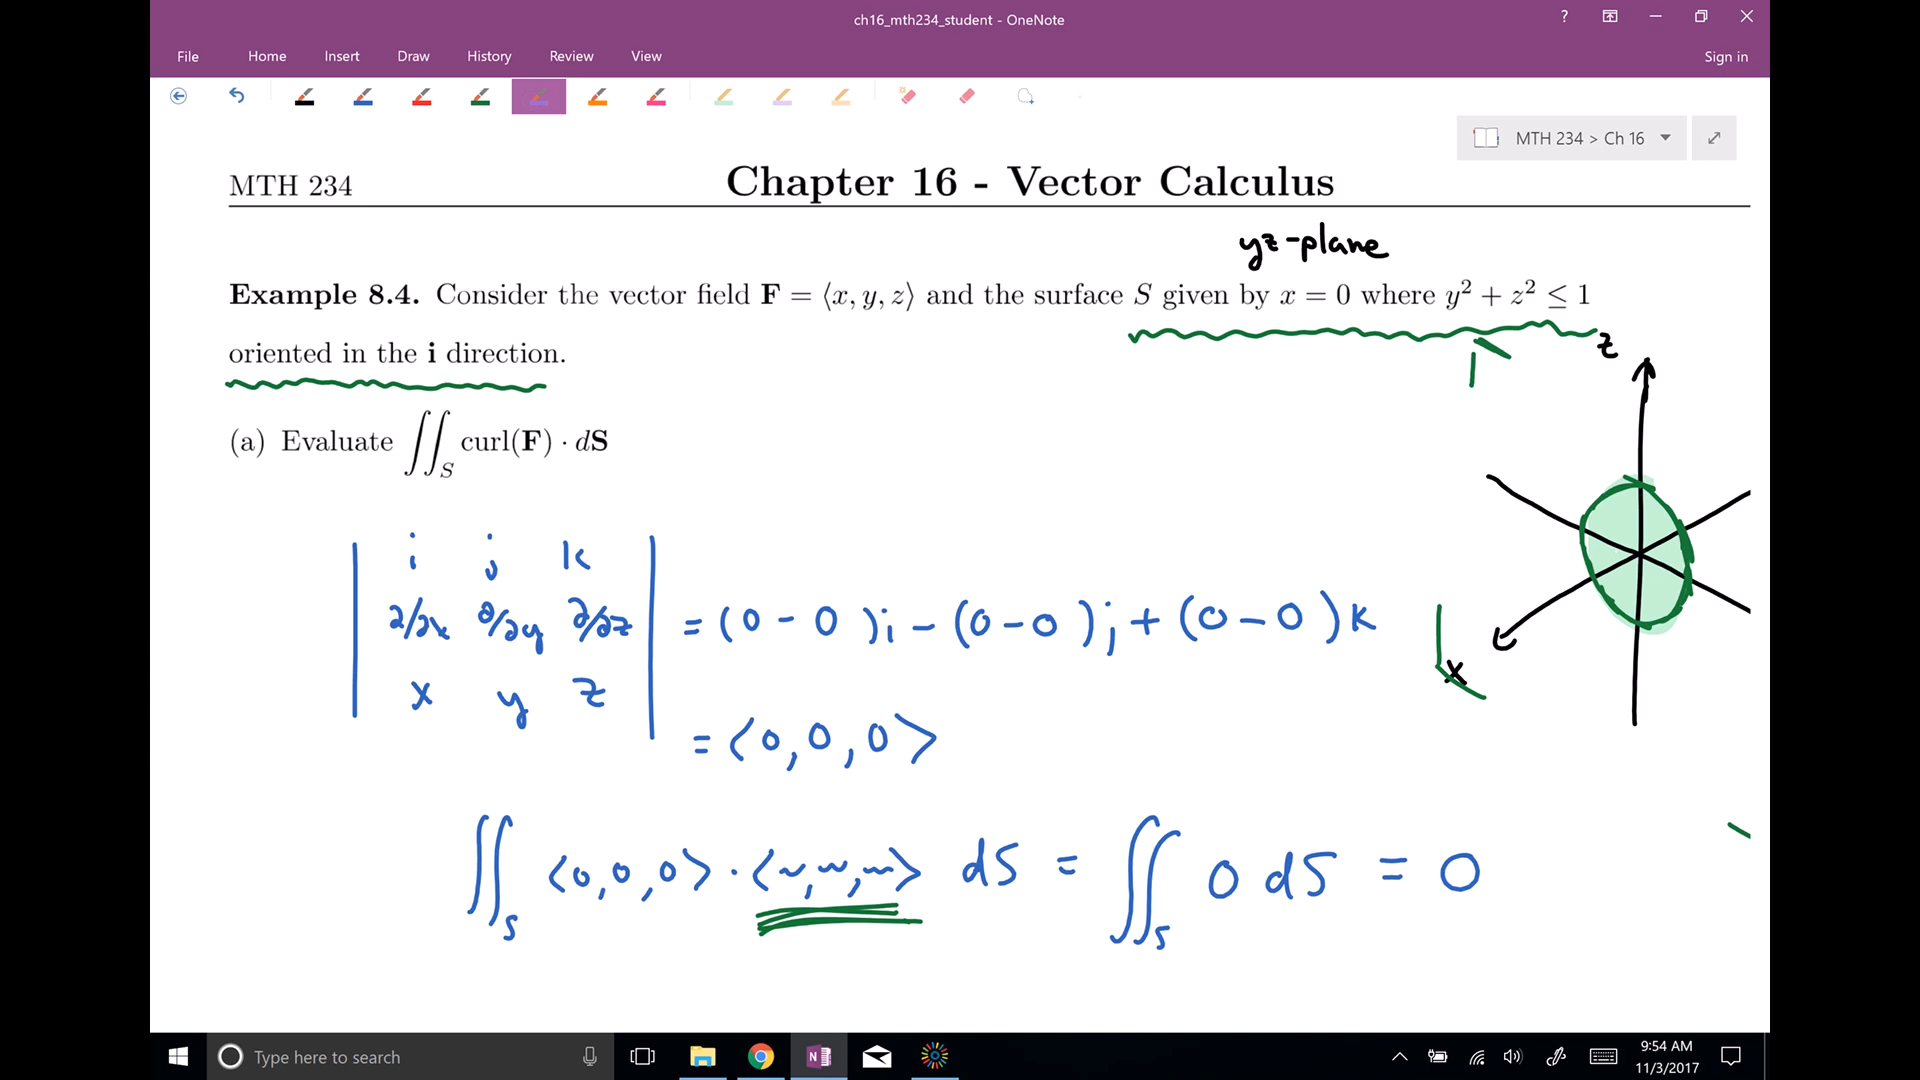 ch16_mth234_student - OneNote
File Home Insert Draw History Review View Sign in
MTH 234 > Ch 16
MTH 234 Chapter 16 - Vector Calculus
yz-plane
Example 8.4. Consider the vector field F = ⟨x, y, z⟩ and the surface S given by x = 0 where y² + z² ≤ 1
oriented in the i direction.
z
(a) Evaluate ∬_S curl(F) · dS
i j k
∂/∂x ∂/∂y ∂/∂z = (0 - 0)i - (0 - 0)j + (0 - 0)k
x
x y z
= <0, 0, 0>
∬_S <0, 0, 0> · <~, ~, ~> dS = ∬_S 0 dS = 0
Type here to search
9:54 AM
11/3/2017